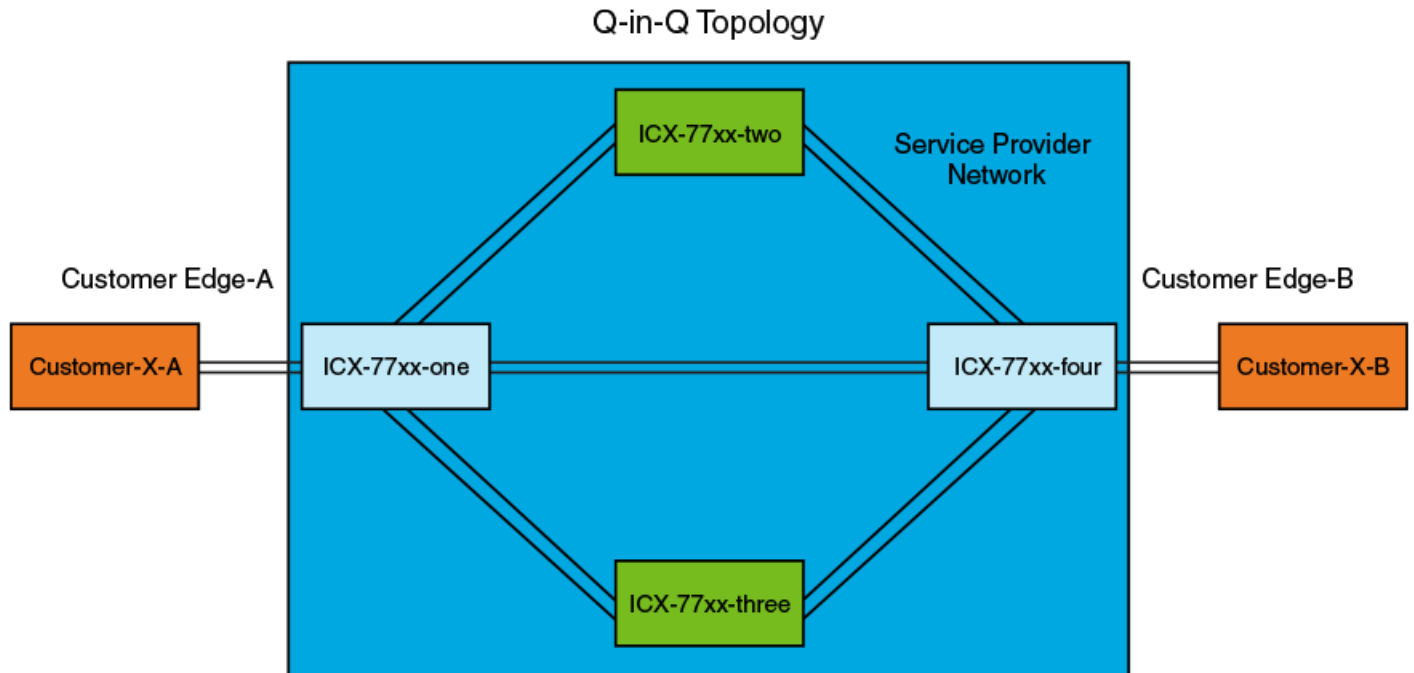 Q-in-Q Topology
ICX-77xx-two
Service Provider
Network
Customer Edge-A
Customer Edge-B
Customer-X-A
ICX-77xx-one
ICX-77xx-four
Customer-X-B
ICX-77xx-three